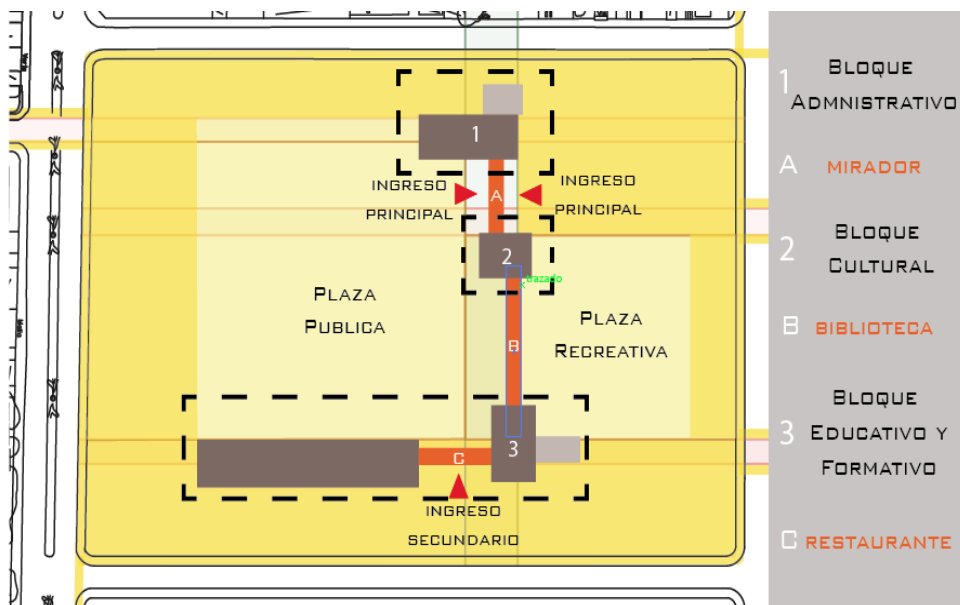 1
INGRESO
PRINCIPAL
INGRESO
PRINCIPAL
A
2
trazado
PLAZA
PUBLICA
PLAZA
RECREATIVA
B
3
C
INGRESO
SECUNDARIO
1
BLOQUE
ADMNISTRATIVO
A MIRADOR
2
BLOQUE
CULTURAL
B BIBLIOTECA
3
BLOQUE
EDUCATIVO Y
FORMATIVO
C RESTAURANTE